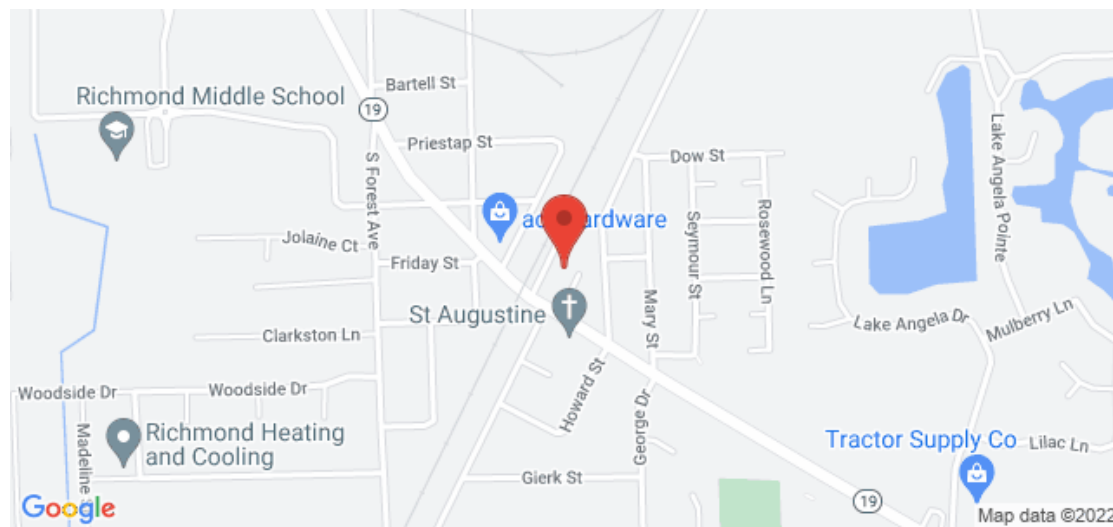 Bartell St
Richmond Middle School
19
Priestap St
S Forest Ave
Dow St
Lake Angela Pointe
Seymour St
Rosewood Ln
Jolaine Ct
Friday St
Mary St
St Augustine
Clarkston Ln
Lake Angela Dr
Mulberry Ln
Woodside Dr
Woodside Dr
Howard St
George Dr
Richmond Heating
and Cooling
Tractor Supply Co
Lilac Ln
Gierk St
19
Google
Map data ©2022